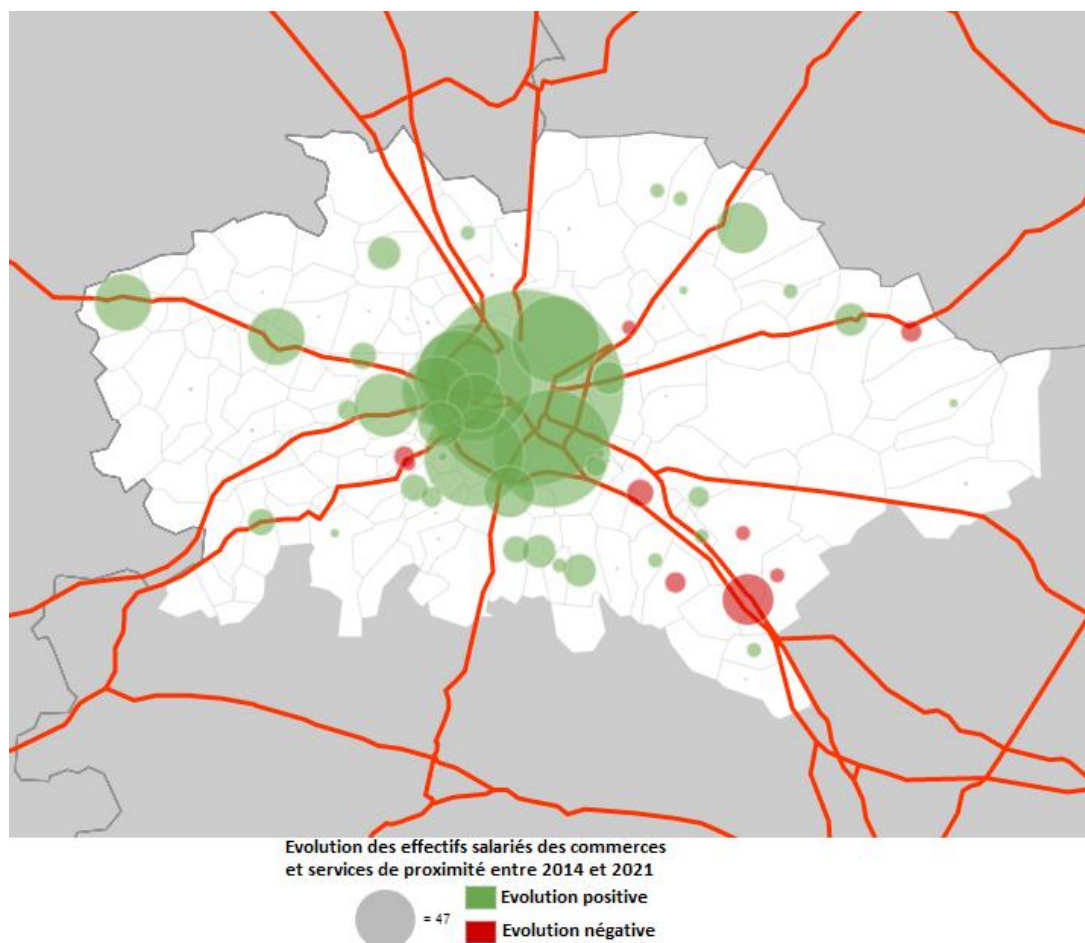 Evolution des effectifs salariés des commerces
et services de proximité entre 2014 et 2021
= 47
Evolution positive
Evolution négative